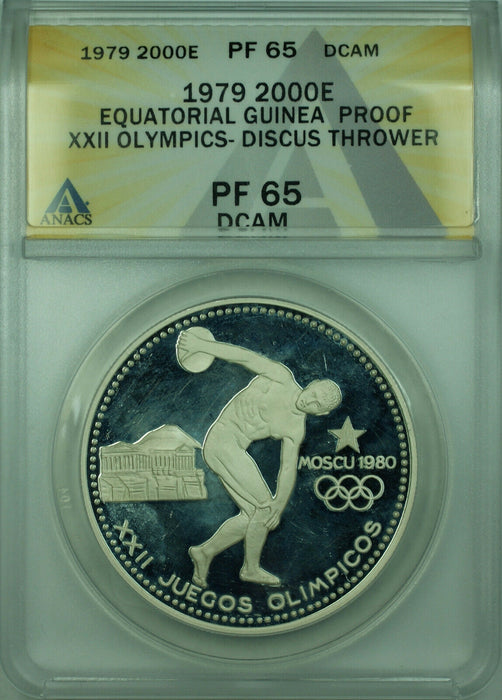 1979 2000E PF 65 DCAM
1979 2000E
EQUATORIAL GUINEA PROOF
XXII OLYMPICS- DISCUS THROWER
PF 65
DCAM
ANACS
MOSCU 1980
XXII JUEGOS OLIMPICOS